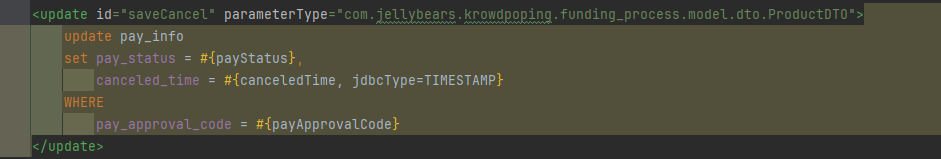 <update id="saveCancel" parameterType="com.jellybears.krowdpoping.funding_process.model.dto.ProductDTO">
update pay_info
set pay_status = #{payStatus},
canceled_time = #{canceledTime, jdbcType=TIMESTAMP}
WHERE
pay_approval_code = #{payApprovalCode}
</update>